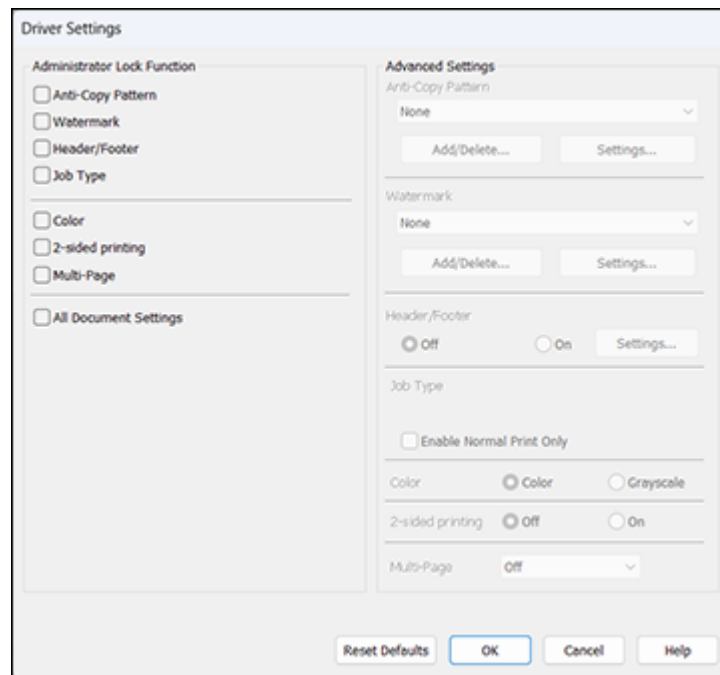 Driver Settings
Administrator Lock Function
Anti-Copy Pattern
Watermark
Header/Footer
Job Type
Color
2-sided printing
Multi-Page
All Document Settings
Advanced Settings
Anti-Copy Pattern
None
Add/Delete... Settings...
Watermark
None
Add/Delete... Settings...
Header/Footer
Off On Settings...
Job Type
Enable Normal Print Only
Color Color Grayscale
2-sided printing Off On
Multi-Page Off
Reset Defaults OK Cancel Help